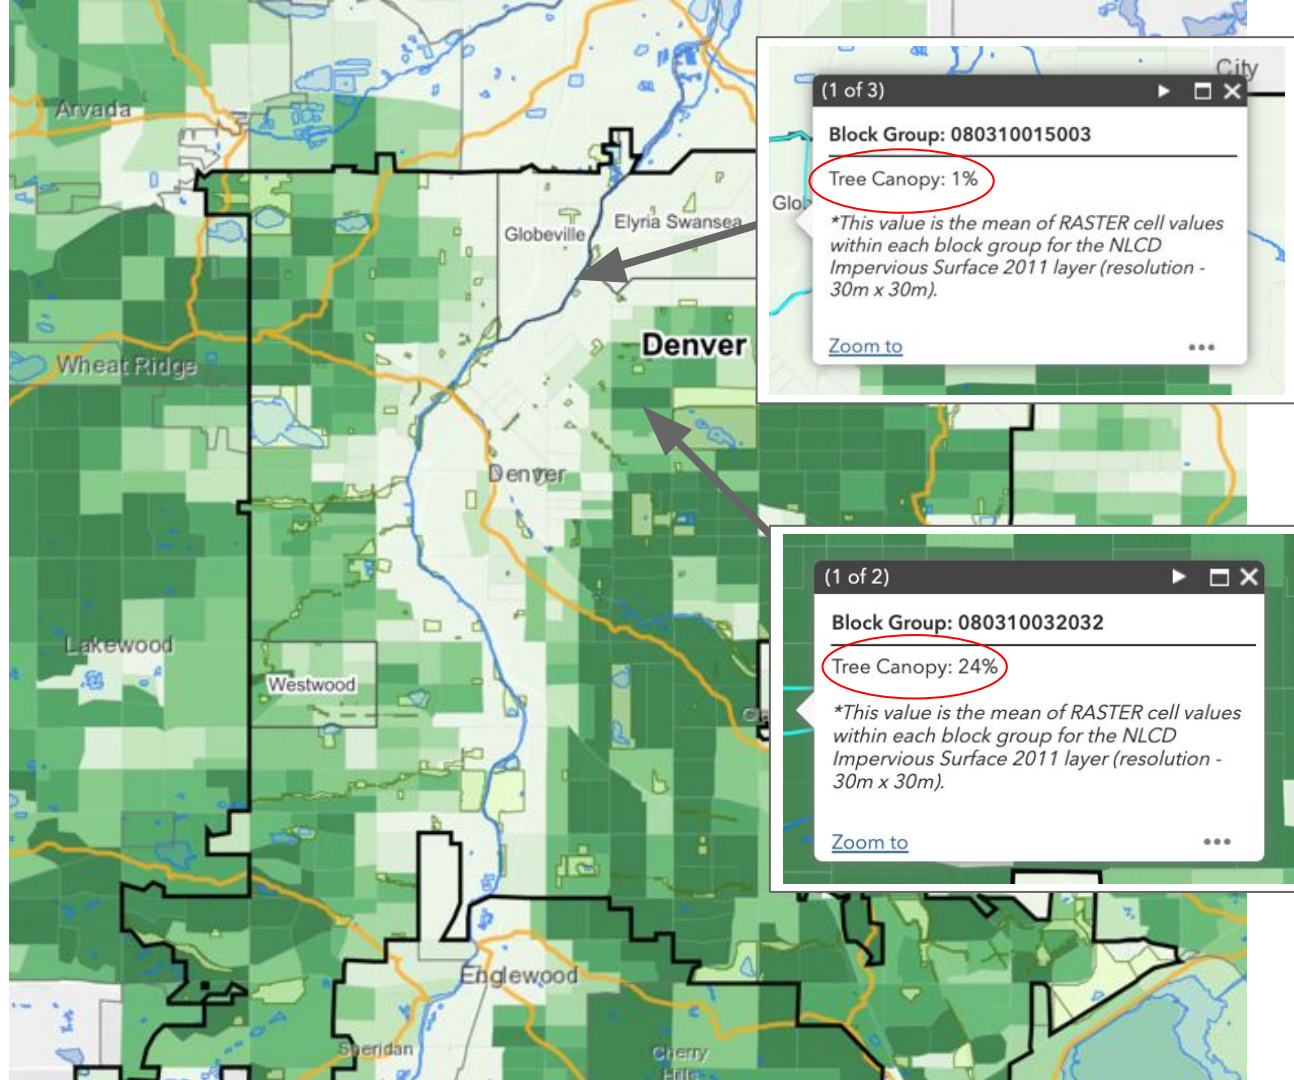 Arvada
City
(1 of 3)
Block Group: 080310015003
Tree Canopy: 1%
*This value is the mean of RASTER cell values
within each block group for the NLCD
Impervious Surface 2011 layer (resolution -
30m x 30m).
Zoom to
Glo
Globeville
Elyria Swansea
Denver
Wheat Ridge
Denver
(1 of 2)
Block Group: 080310032032
Tree Canopy: 24%
*This value is the mean of RASTER cell values
within each block group for the NLCD
Impervious Surface 2011 layer (resolution -
30m x 30m).
Zoom to
Lakewood
Westwood
Englewood
Sheridan
Cherry
Hills